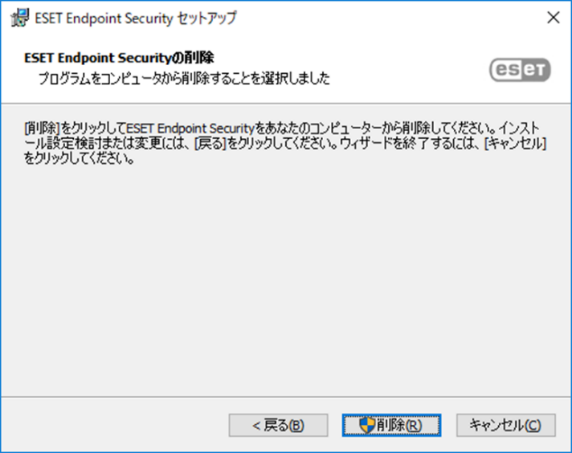 ESET Endpoint Security セットアップ
ESET Endpoint Securityの削除
プログラムをコンピュータから削除することを選択しました
eseT
[削除]をクリックしてESET Endpoint Securityをあなたのコンピューターから削除してください。インスト
ール設定検討または変更には、[戻る]をクリックしてください。ウィザードを終了するには、[キャンセル]
をクリックしてください。
< 戻る(B)
削除(R)
キャンセル(C)